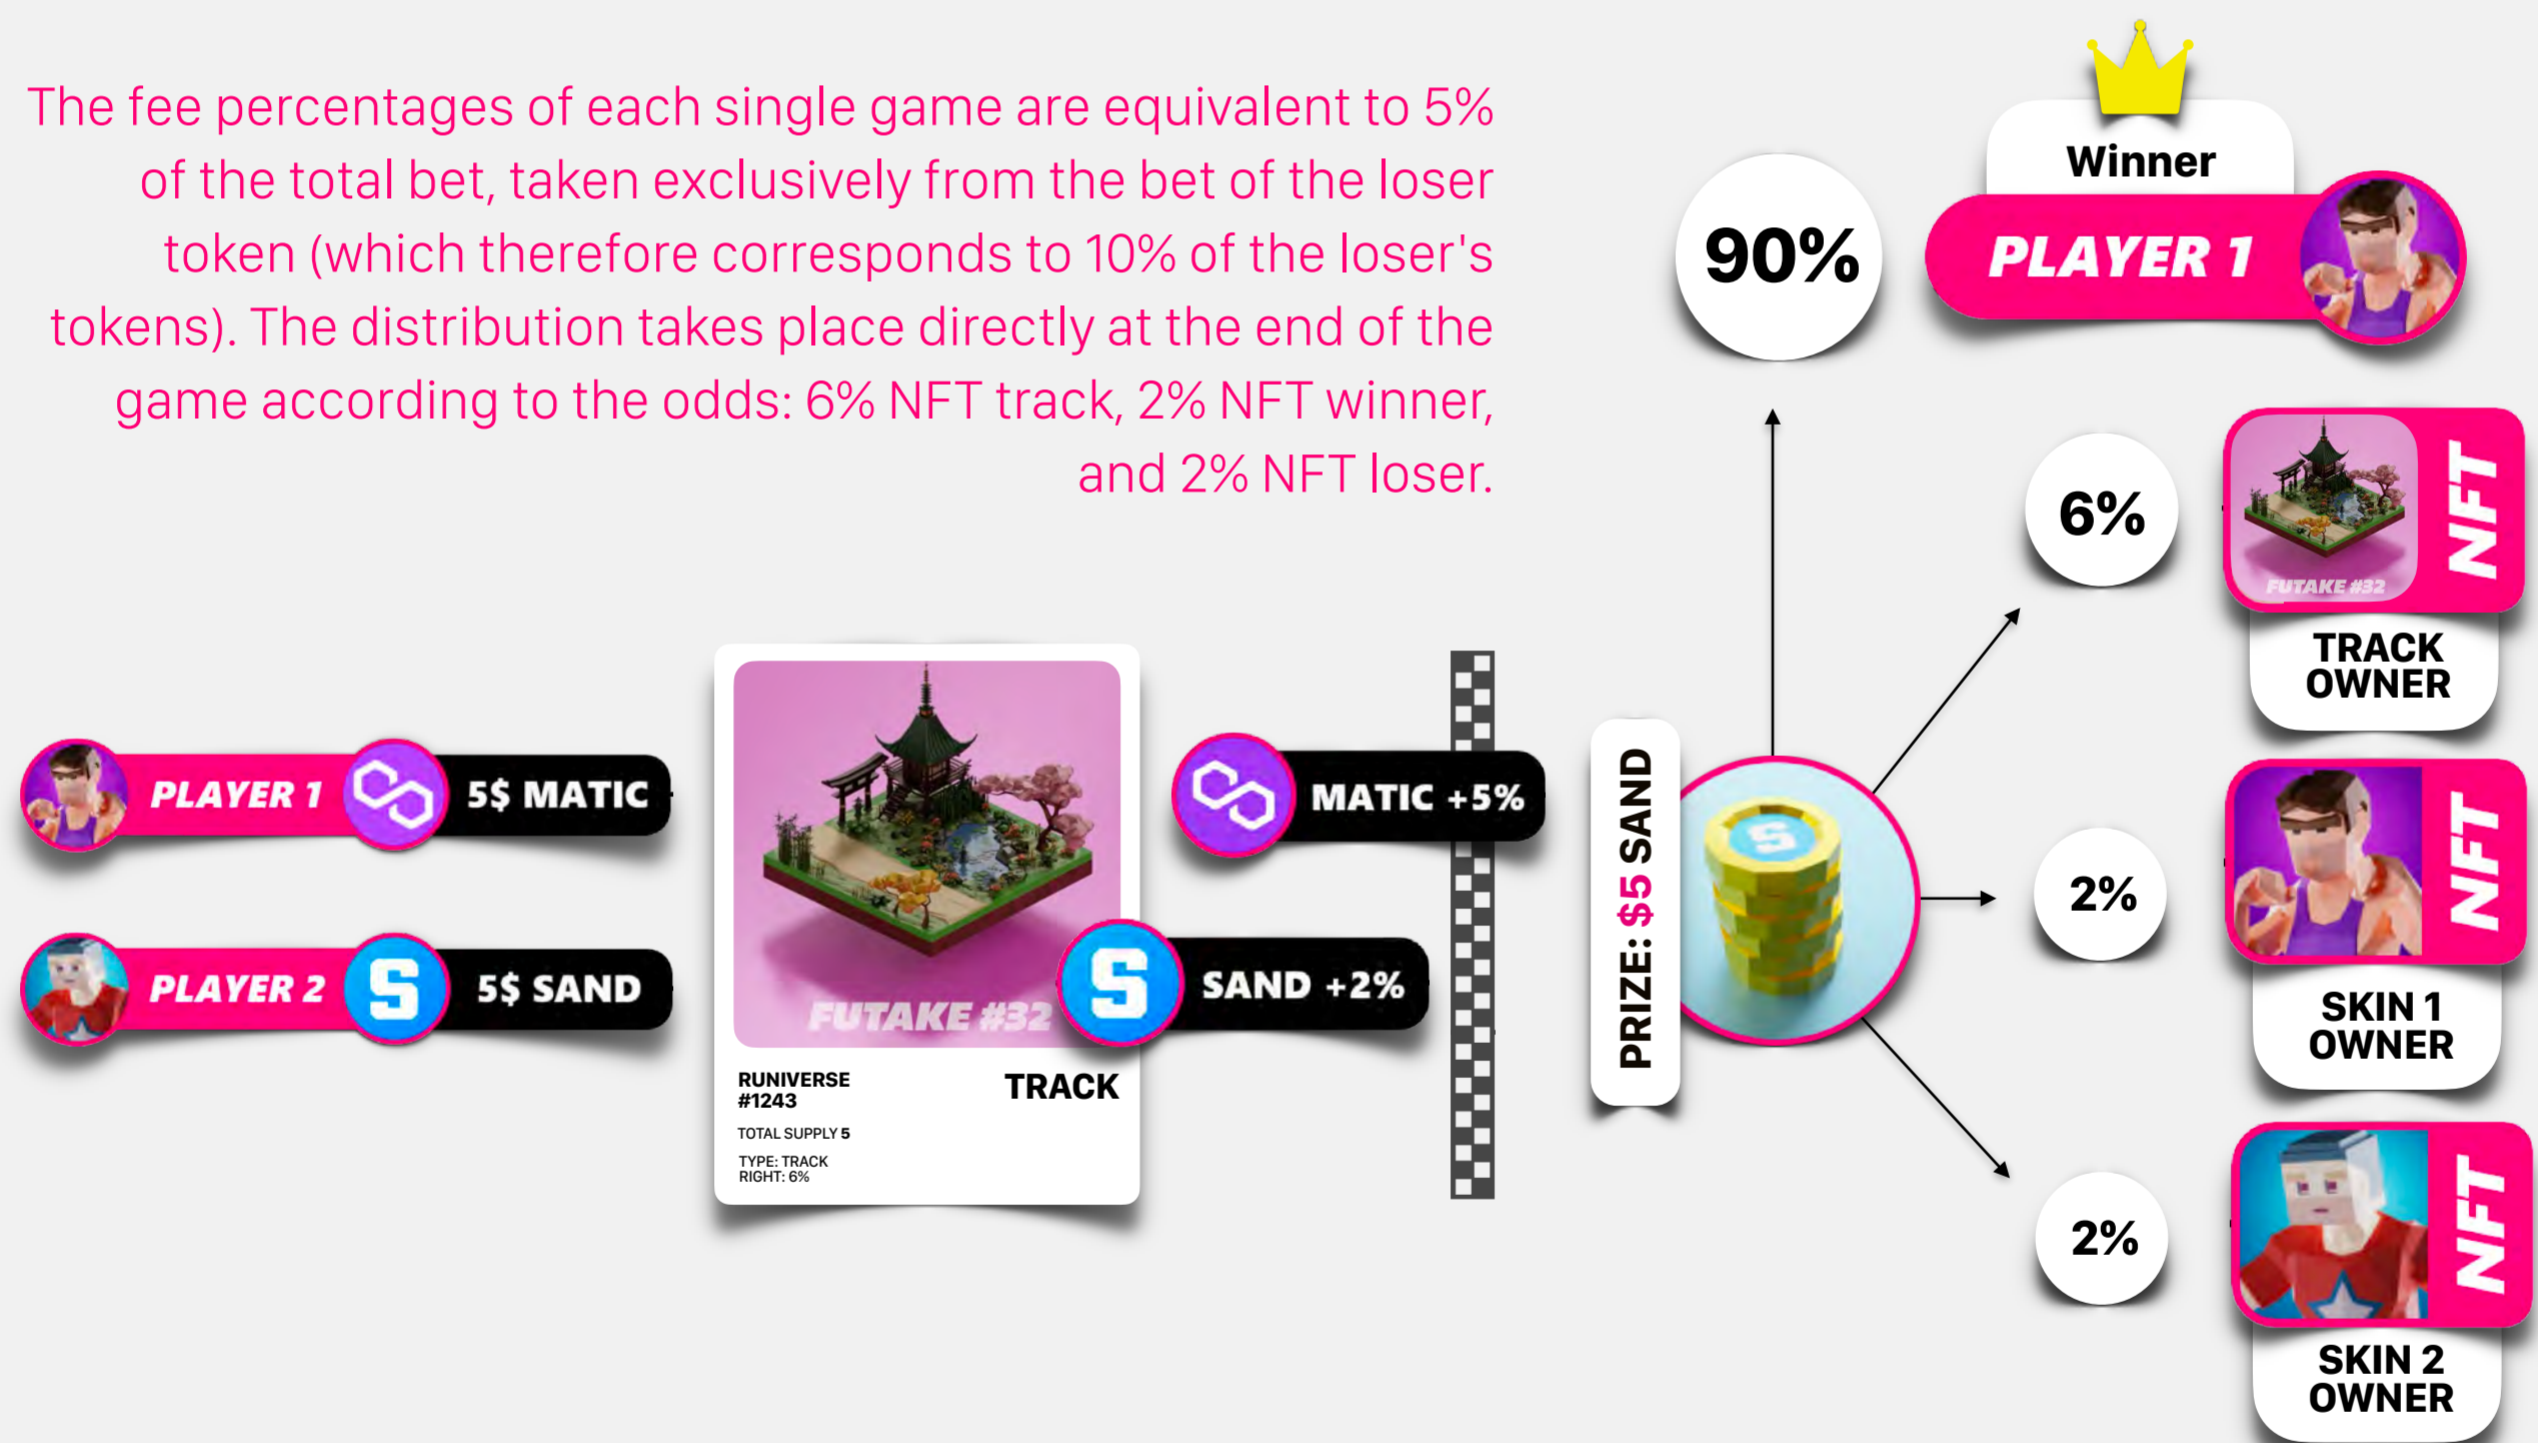 The fee percentages of each single game are equivalent to 5%
of the total bet, taken exclusively from the bet of the loser
token (which therefore corresponds to 10% of the loser's
tokens). The distribution takes place directly at the end of the
game according to the odds: 6% NFT track, 2% NFT winner,
and 2% NFT loser.
PLAYER 1
5$ MATIC
PLAYER 2
5$ SAND
FUTAKE #32
RUNIVERSE
#1243
TRACK
TOTAL SUPPLY 5
TYPE: TRACK
RIGHT: 6%
MATIC +5%
S
SAND +2%
S
PRIZE: $5 SAND
S
90%
Winner
PLAYER 1
6%
FUTAKE #32
NFT
TRACK
OWNER
2%
NFT
SKIN 1
OWNER
2%
NFT
SKIN 2
OWNER